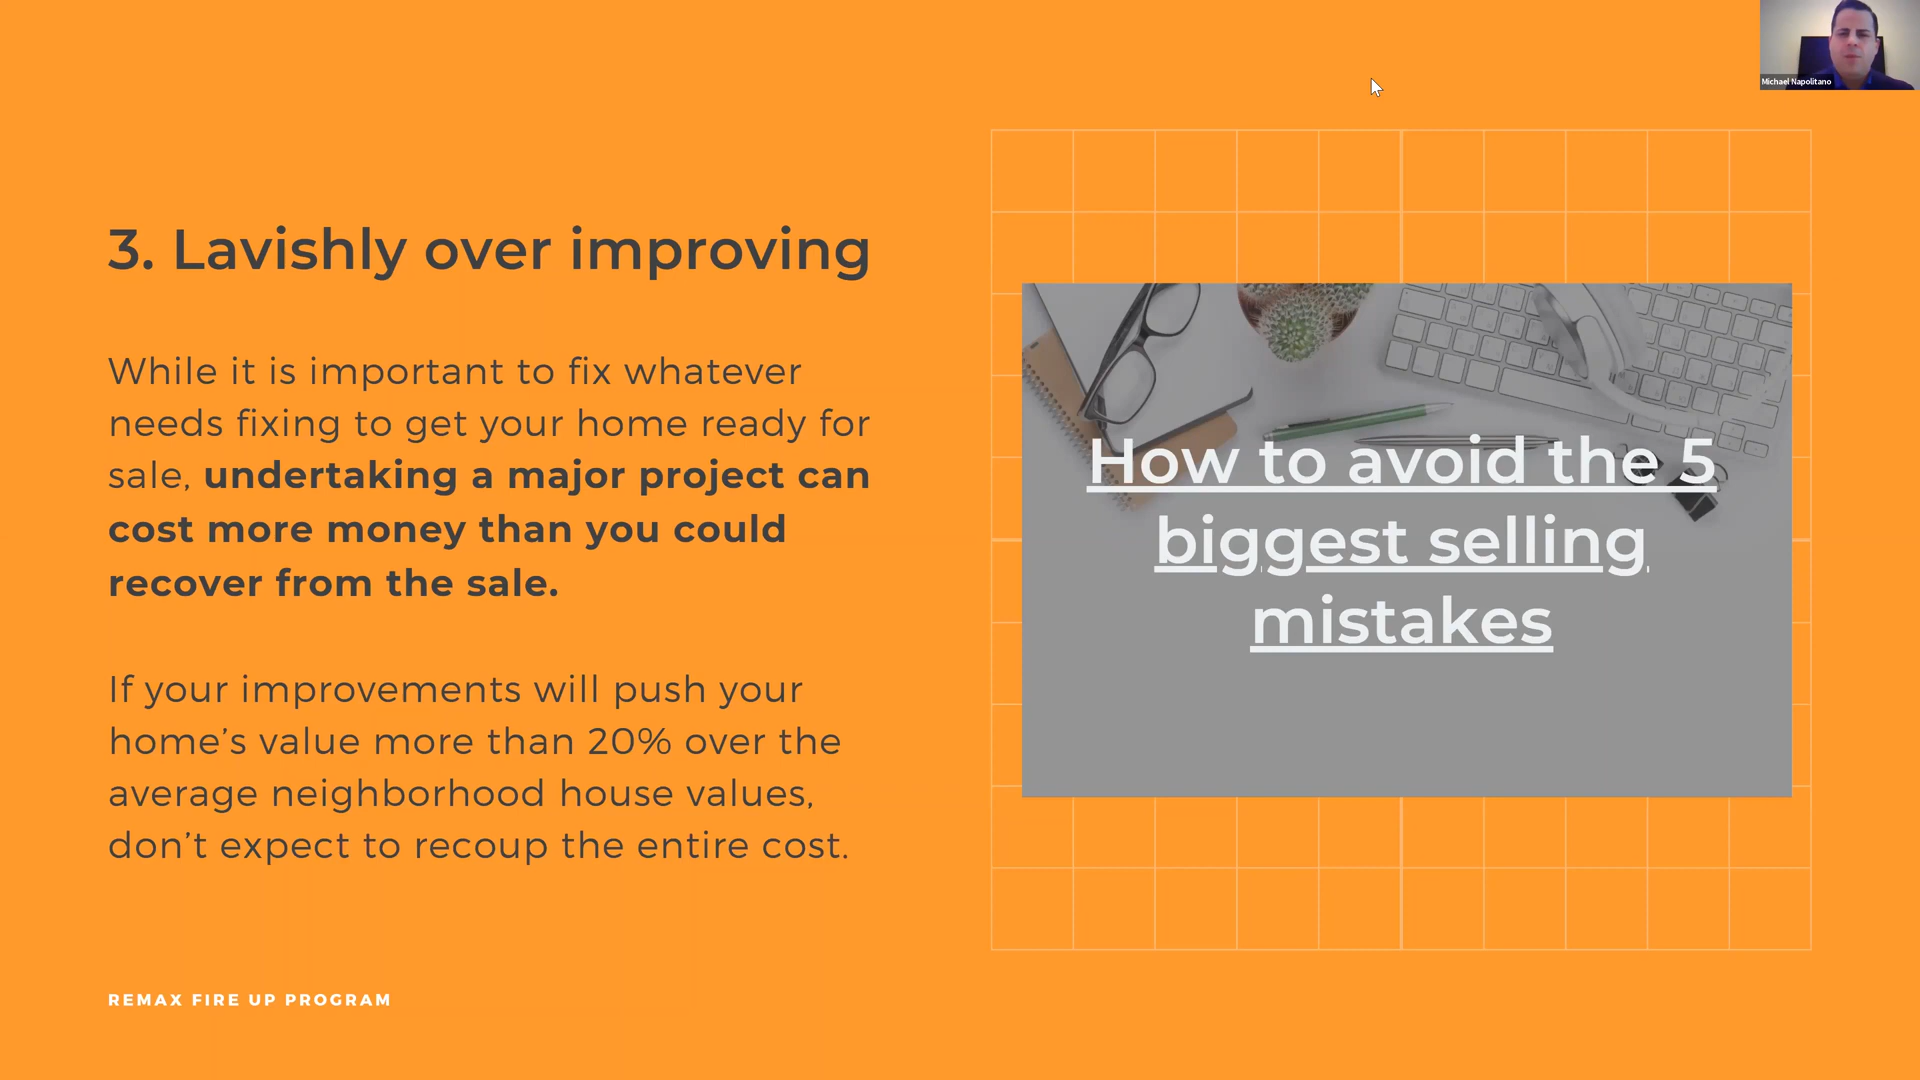 Michael Napolitano
3. Lavishly over improving
While it is important to fix whatever
needs fixing to get your home ready for
sale, undertaking a major project can
cost more money than you could
recover from the sale.
If your improvements will push your
home’s value more than 20% over the
average neighborhood house values,
don’t expect to recoup the entire cost.
How to avoid the 5
biggest selling
mistakes
REMAX FIRE UP PROGRAM